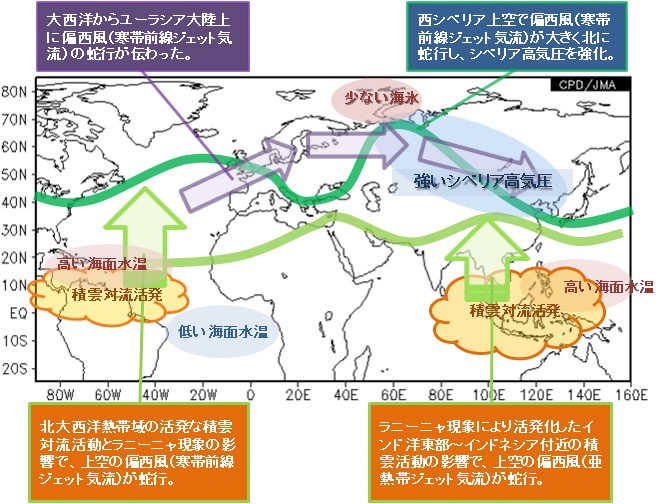 大西洋からユーラシア大陸上
に偏西風(寒帯前線ジェット気
流)の蛇行が伝わった。
西シベリア上空で偏西風(寒帯
前線ジェット気流)が大きく北に
蛇行し、シベリア高気圧を強化。
CPD/JMA
80N
70N
60N
50N
40N
30N
20N
10N
EQ
10S
20S
少ない海氷
強いシベリア高気圧
高い海面水温
積雲対流活発
低い海面水温
高い海面水温
積雲対流活発
80W 60W 40W 20W 0E 20E 40E 60E 80E 100E 120E 140E 160E
北大西洋熱帯域の活発な積雲
対流活動とラニーニャ現象の影
響で、上空の偏西風(寒帯前線
ジェット気流)が蛇行。
ラニーニャ現象により活発化した
インド洋東部~インドネシア付近の積
雲活動の影響で、上空の偏西風(亜
熱帯ジェット気流)が蛇行。